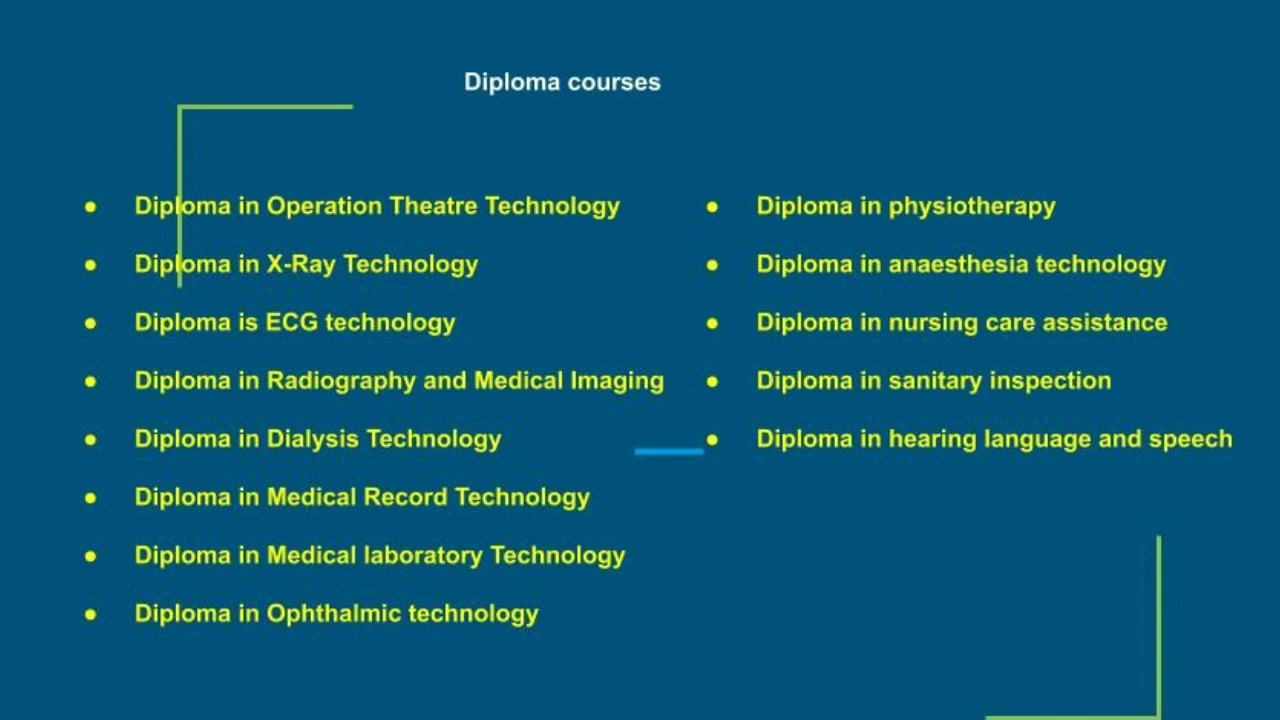 Diploma courses
● Diploma in Operation Theatre Technology
● Diploma in X-Ray Technology
● Diploma is ECG technology
● Diploma in Radiography and Medical Imaging
● Diploma in Dialysis Technology
● Diploma in Medical Record Technology
● Diploma in Medical laboratory Technology
● Diploma in Ophthalmic technology
● Diploma in physiotherapy
● Diploma in anaesthesia technology
● Diploma in nursing care assistance
● Diploma in sanitary inspection
● Diploma in hearing language and speech